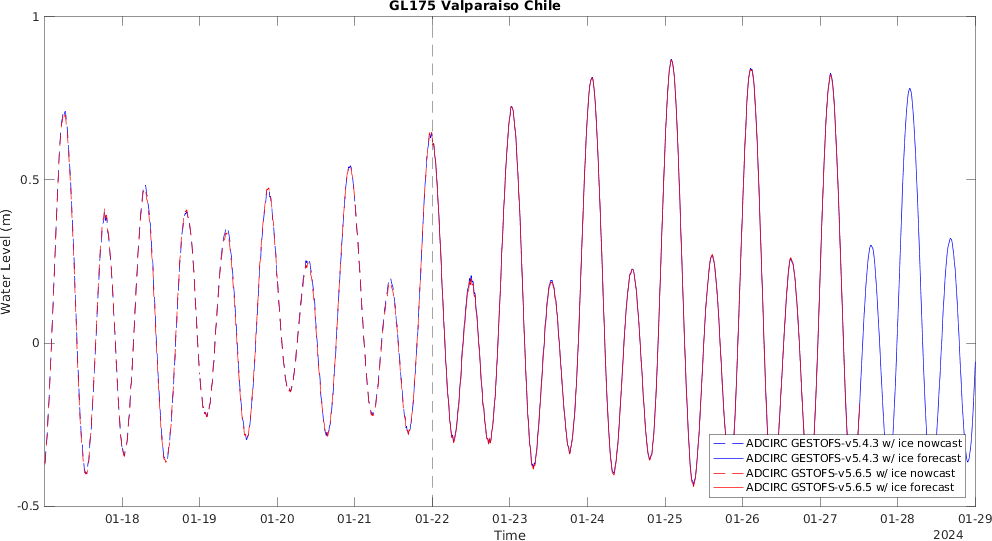 GL175 Valparaiso Chile
1
0.5
0
-0.5
Water Level (m)
01-18 01-19 01-20 01-21 01-22 01-23 01-24 01-25 01-26 01-27 01-28 01-29
Time
2024
ADCIRC GESTOFS-v5.4.3 w/ ice nowcast
ADCIRC GESTOFS-v5.4.3 w/ ice forecast
ADCIRC GSTOFS-v5.6.5 w/ ice nowcast
ADCIRC GSTOFS-v5.6.5 w/ ice forecast